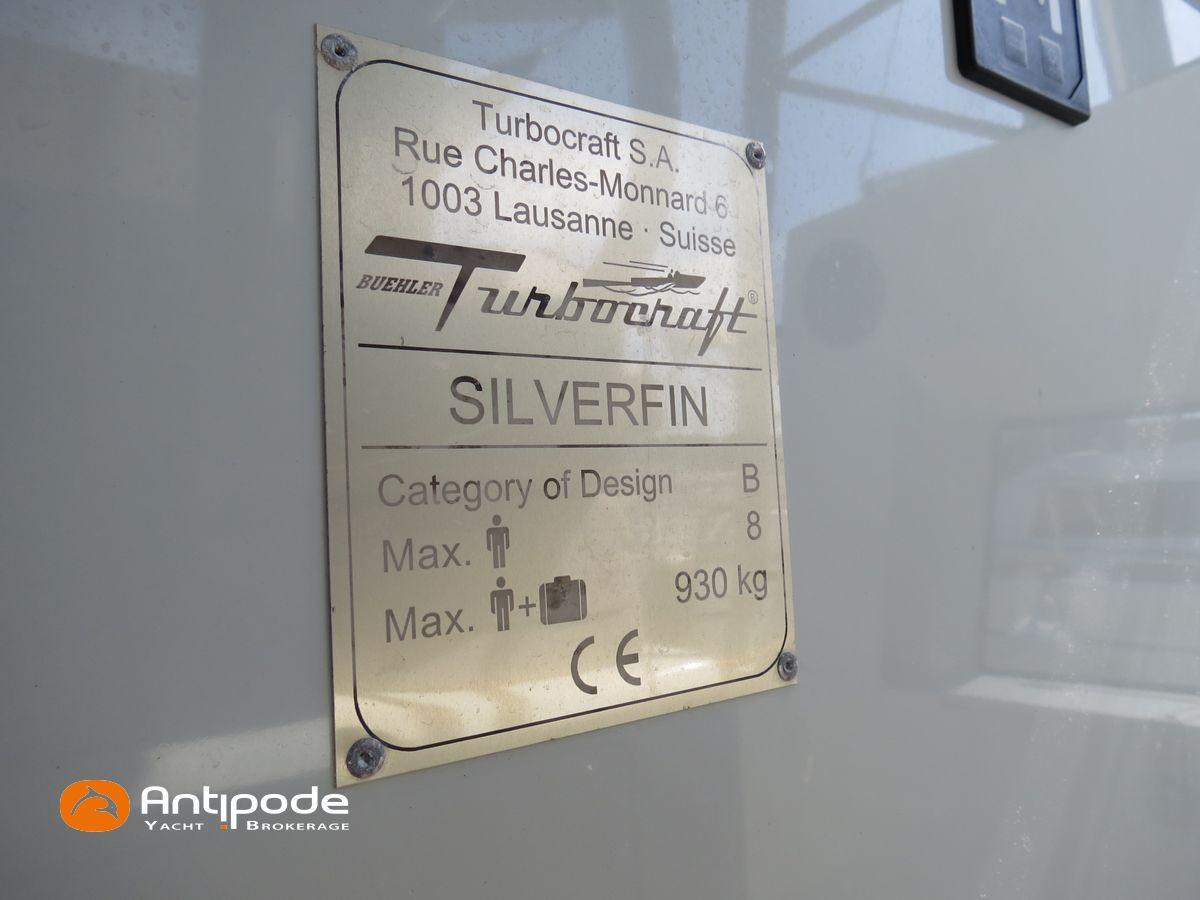 Turbocraft S.A.
Rue Charles-Monnard 6
1003 Lausanne · Suisse
BUEHLER Turbocraft ®
SILVERFIN
Category of Design B
Max. 8
Max. + 930 kg
CE
Antipode
YACHT BROKERAGE